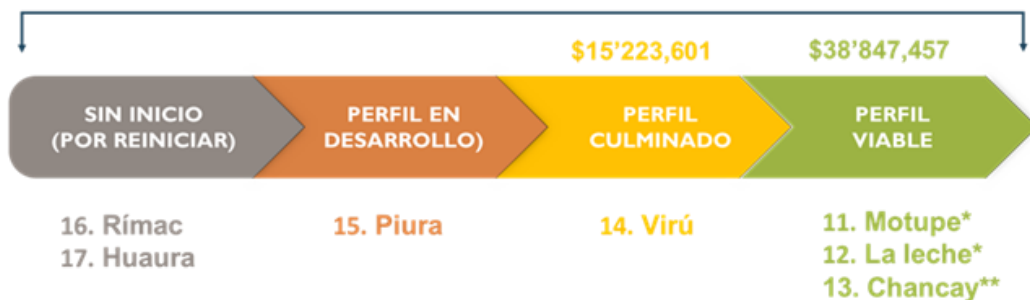 $15’223,601
$38’847,457
SIN INICIO
(POR REINICIAR)
PERFIL EN
DESARROLLO)
PERFIL
CULMINADO
PERFIL
VIABLE
16. Rímac
17. Huaura
15. Piura
14. Virú
11. Motupe*
12. La leche*
13. Chancay**